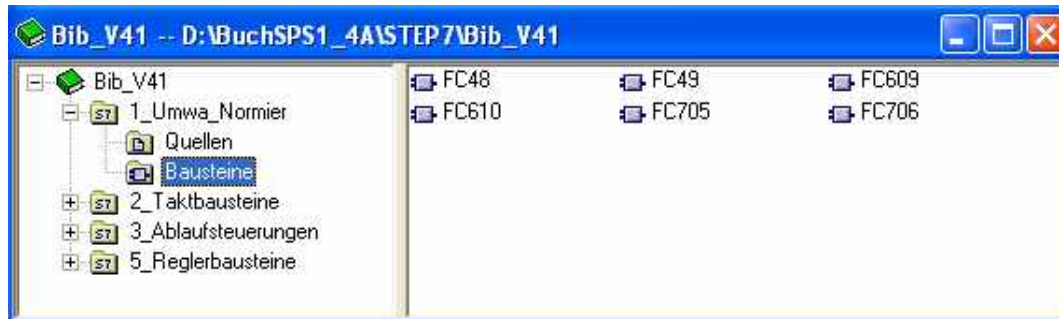 Bib_V41 -- D:\BuchSPS1_4A\STEP7\Bib_V41
Bib_V41
1_Umwa_Normier
Quellen
Bausteine
2_Taktbausteine
3_Ablaufsteuerungen
5_Reglerbausteine
FC48 FC49 FC609
FC610 FC705 FC706